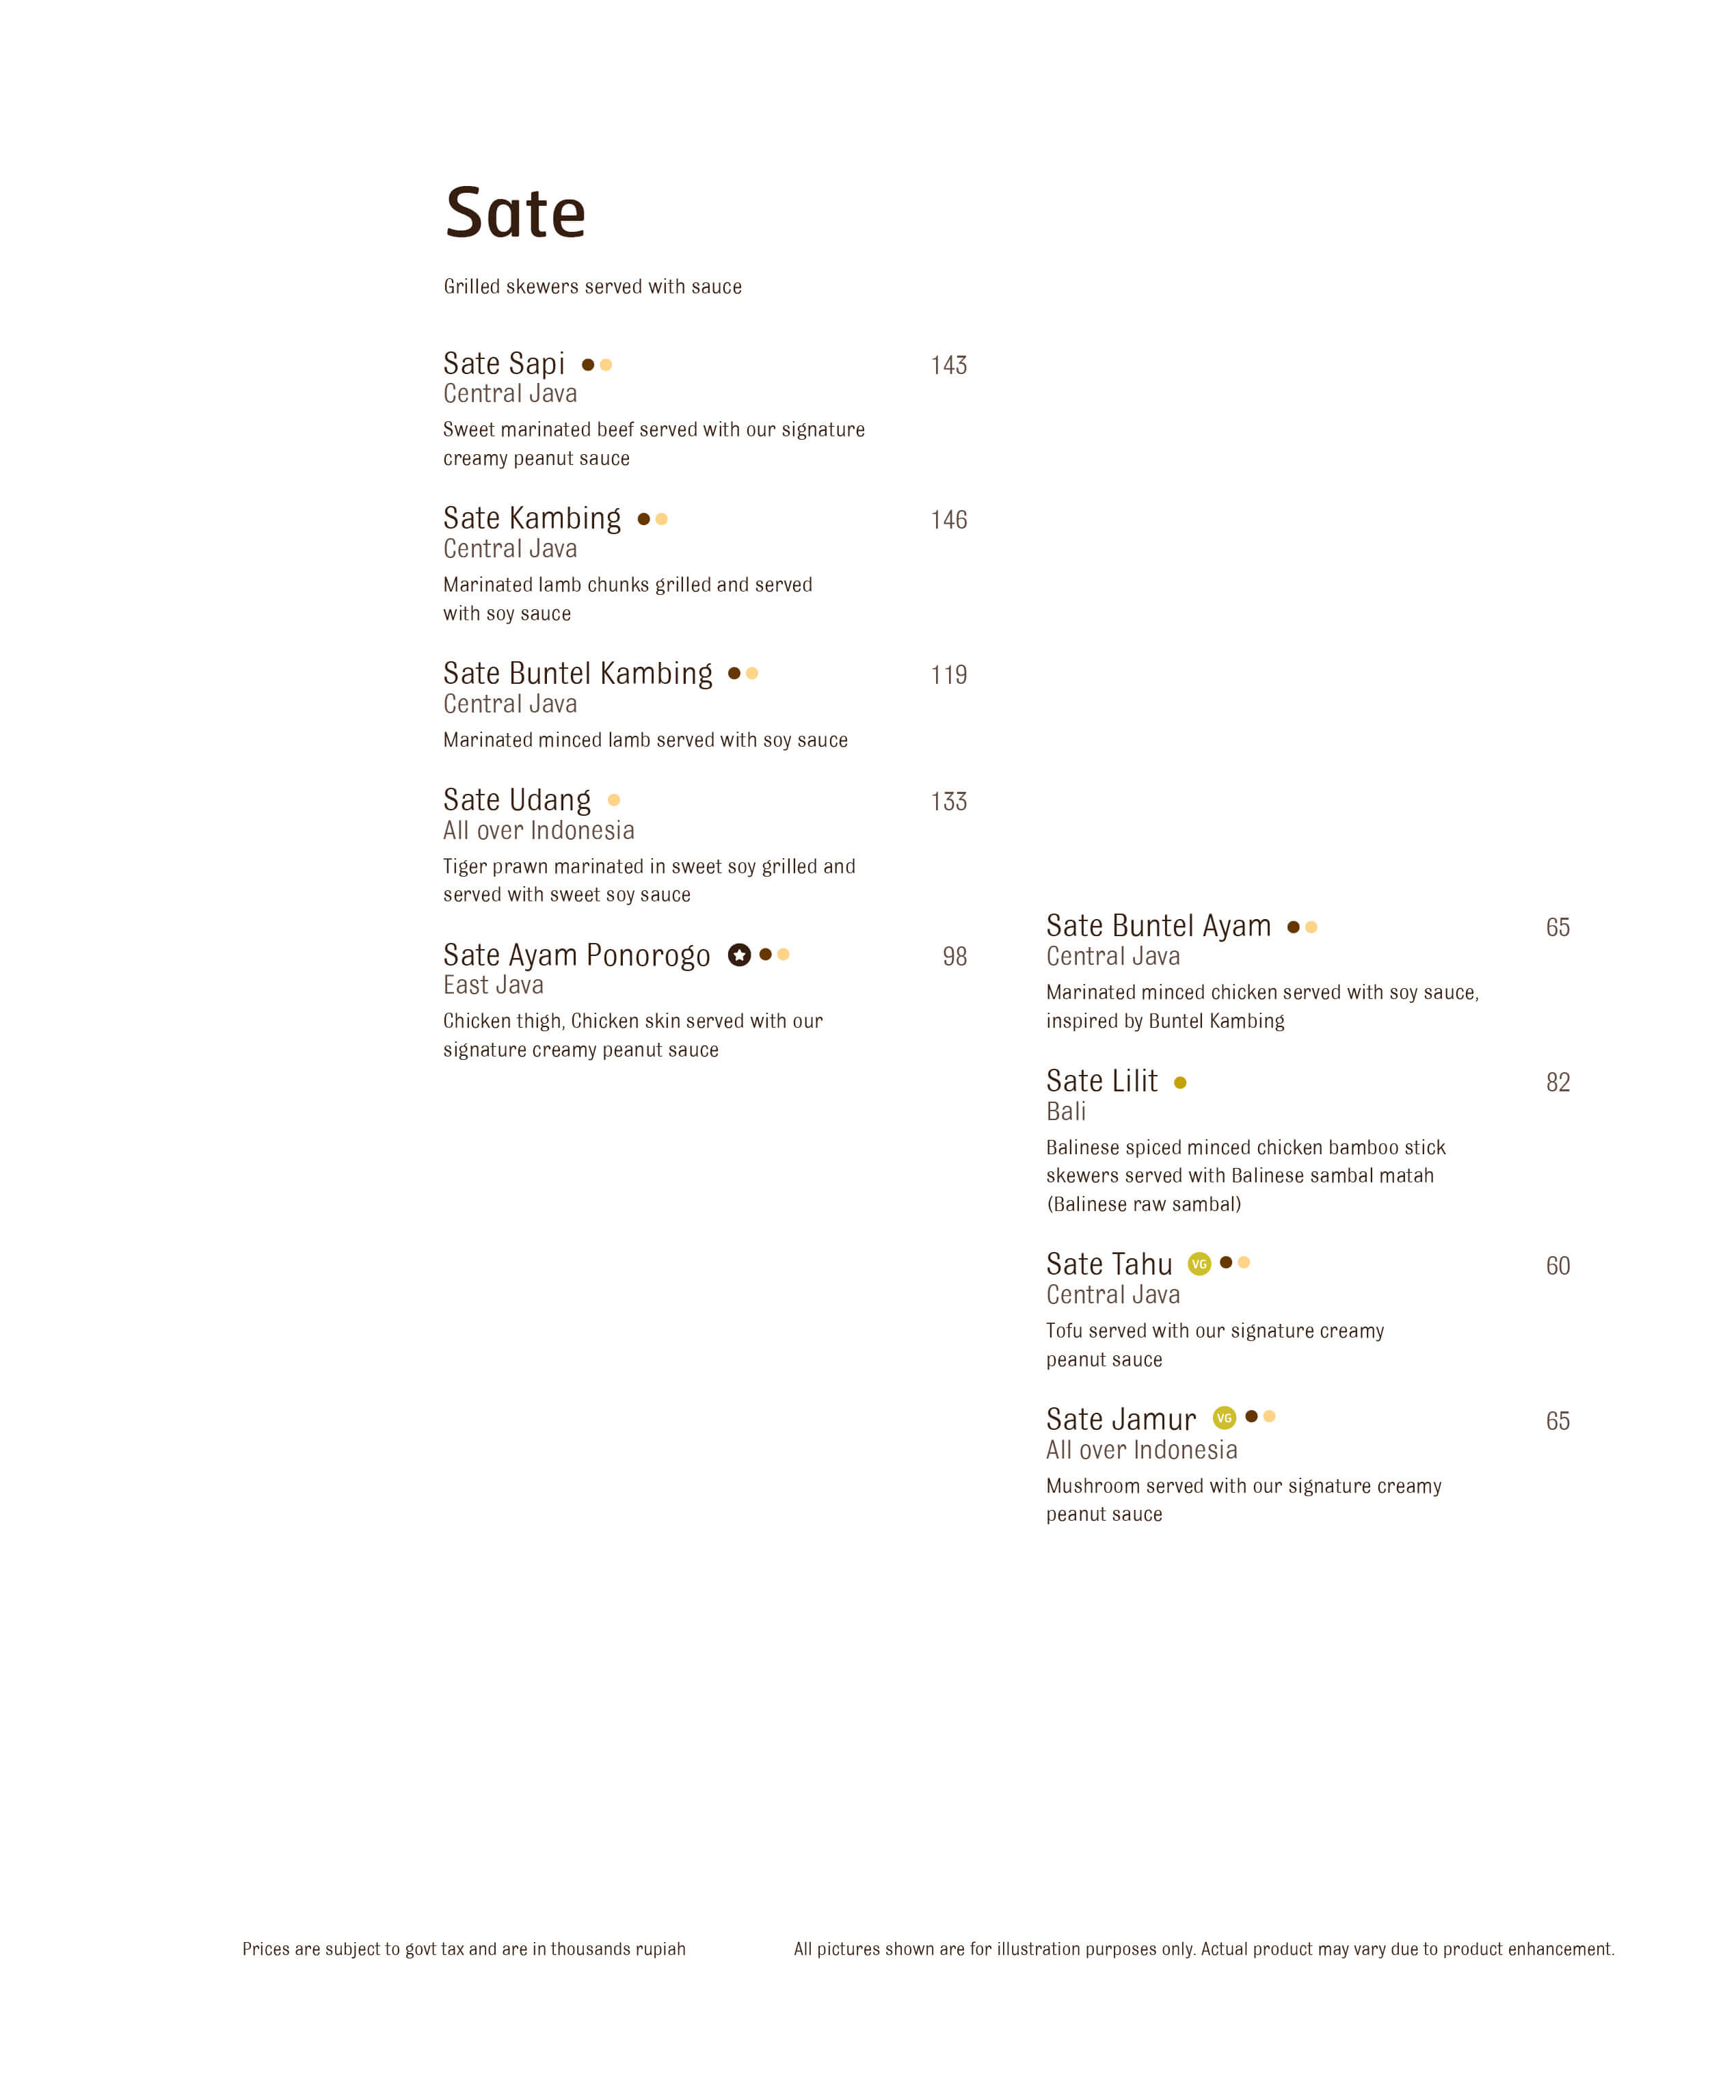 Sate
Grilled skewers served with sauce
Sate Sapi 143
Central Java
Sweet marinated beef served with our signature
creamy peanut sauce
Sate Kambing 146
Central Java
Marinated lamb chunks grilled and served
with soy sauce
Sate Buntel Kambing 119
Central Java
Marinated minced lamb served with soy sauce
Sate Udang 133
All over Indonesia
Tiger prawn marinated in sweet soy grilled and
served with sweet soy sauce
Sate Ayam Ponorogo 98
East Java
Chicken thigh, Chicken skin served with our
signature creamy peanut sauce
Sate Buntel Ayam 65
Central Java
Marinated minced chicken served with soy sauce,
inspired by Buntel Kambing
Sate Lilit 82
Bali
Balinese spiced minced chicken bamboo stick
skewers served with Balinese sambal matah
(Balinese raw sambal)
Sate Tahu VG 60
Central Java
Tofu served with our signature creamy
peanut sauce
Sate Jamur VG 65
All over Indonesia
Mushroom served with our signature creamy
peanut sauce
Prices are subject to govt tax and are in thousands rupiah
All pictures shown are for illustration purposes only. Actual product may vary due to product enhancement.